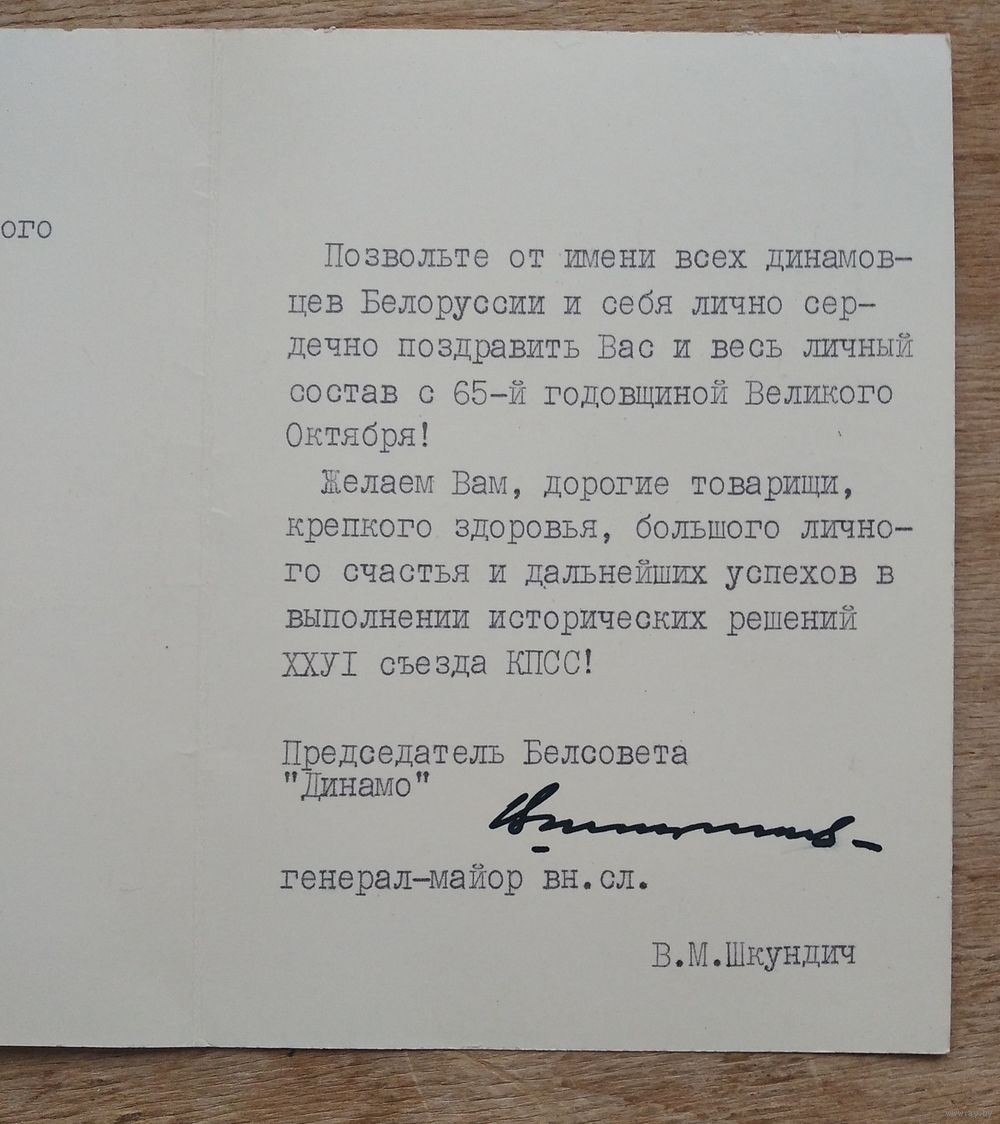 ого
Позвольте от имени всех динамов-
цев Белоруссии и себя лично сер-
дечно поздравить Вас и весь личный
состав с 65-й годовщиной Великого
Октября!
Желаем Вам, дорогие товарищи,
крепкого здоровья, большого лично-
го счастья и дальнейших успехов в
выполнении исторических решений
ХХУI съезда КПСС!
Председатель Белсовета
"Динамо"
генерал-майор вн.сл.
В.М.Шкундич